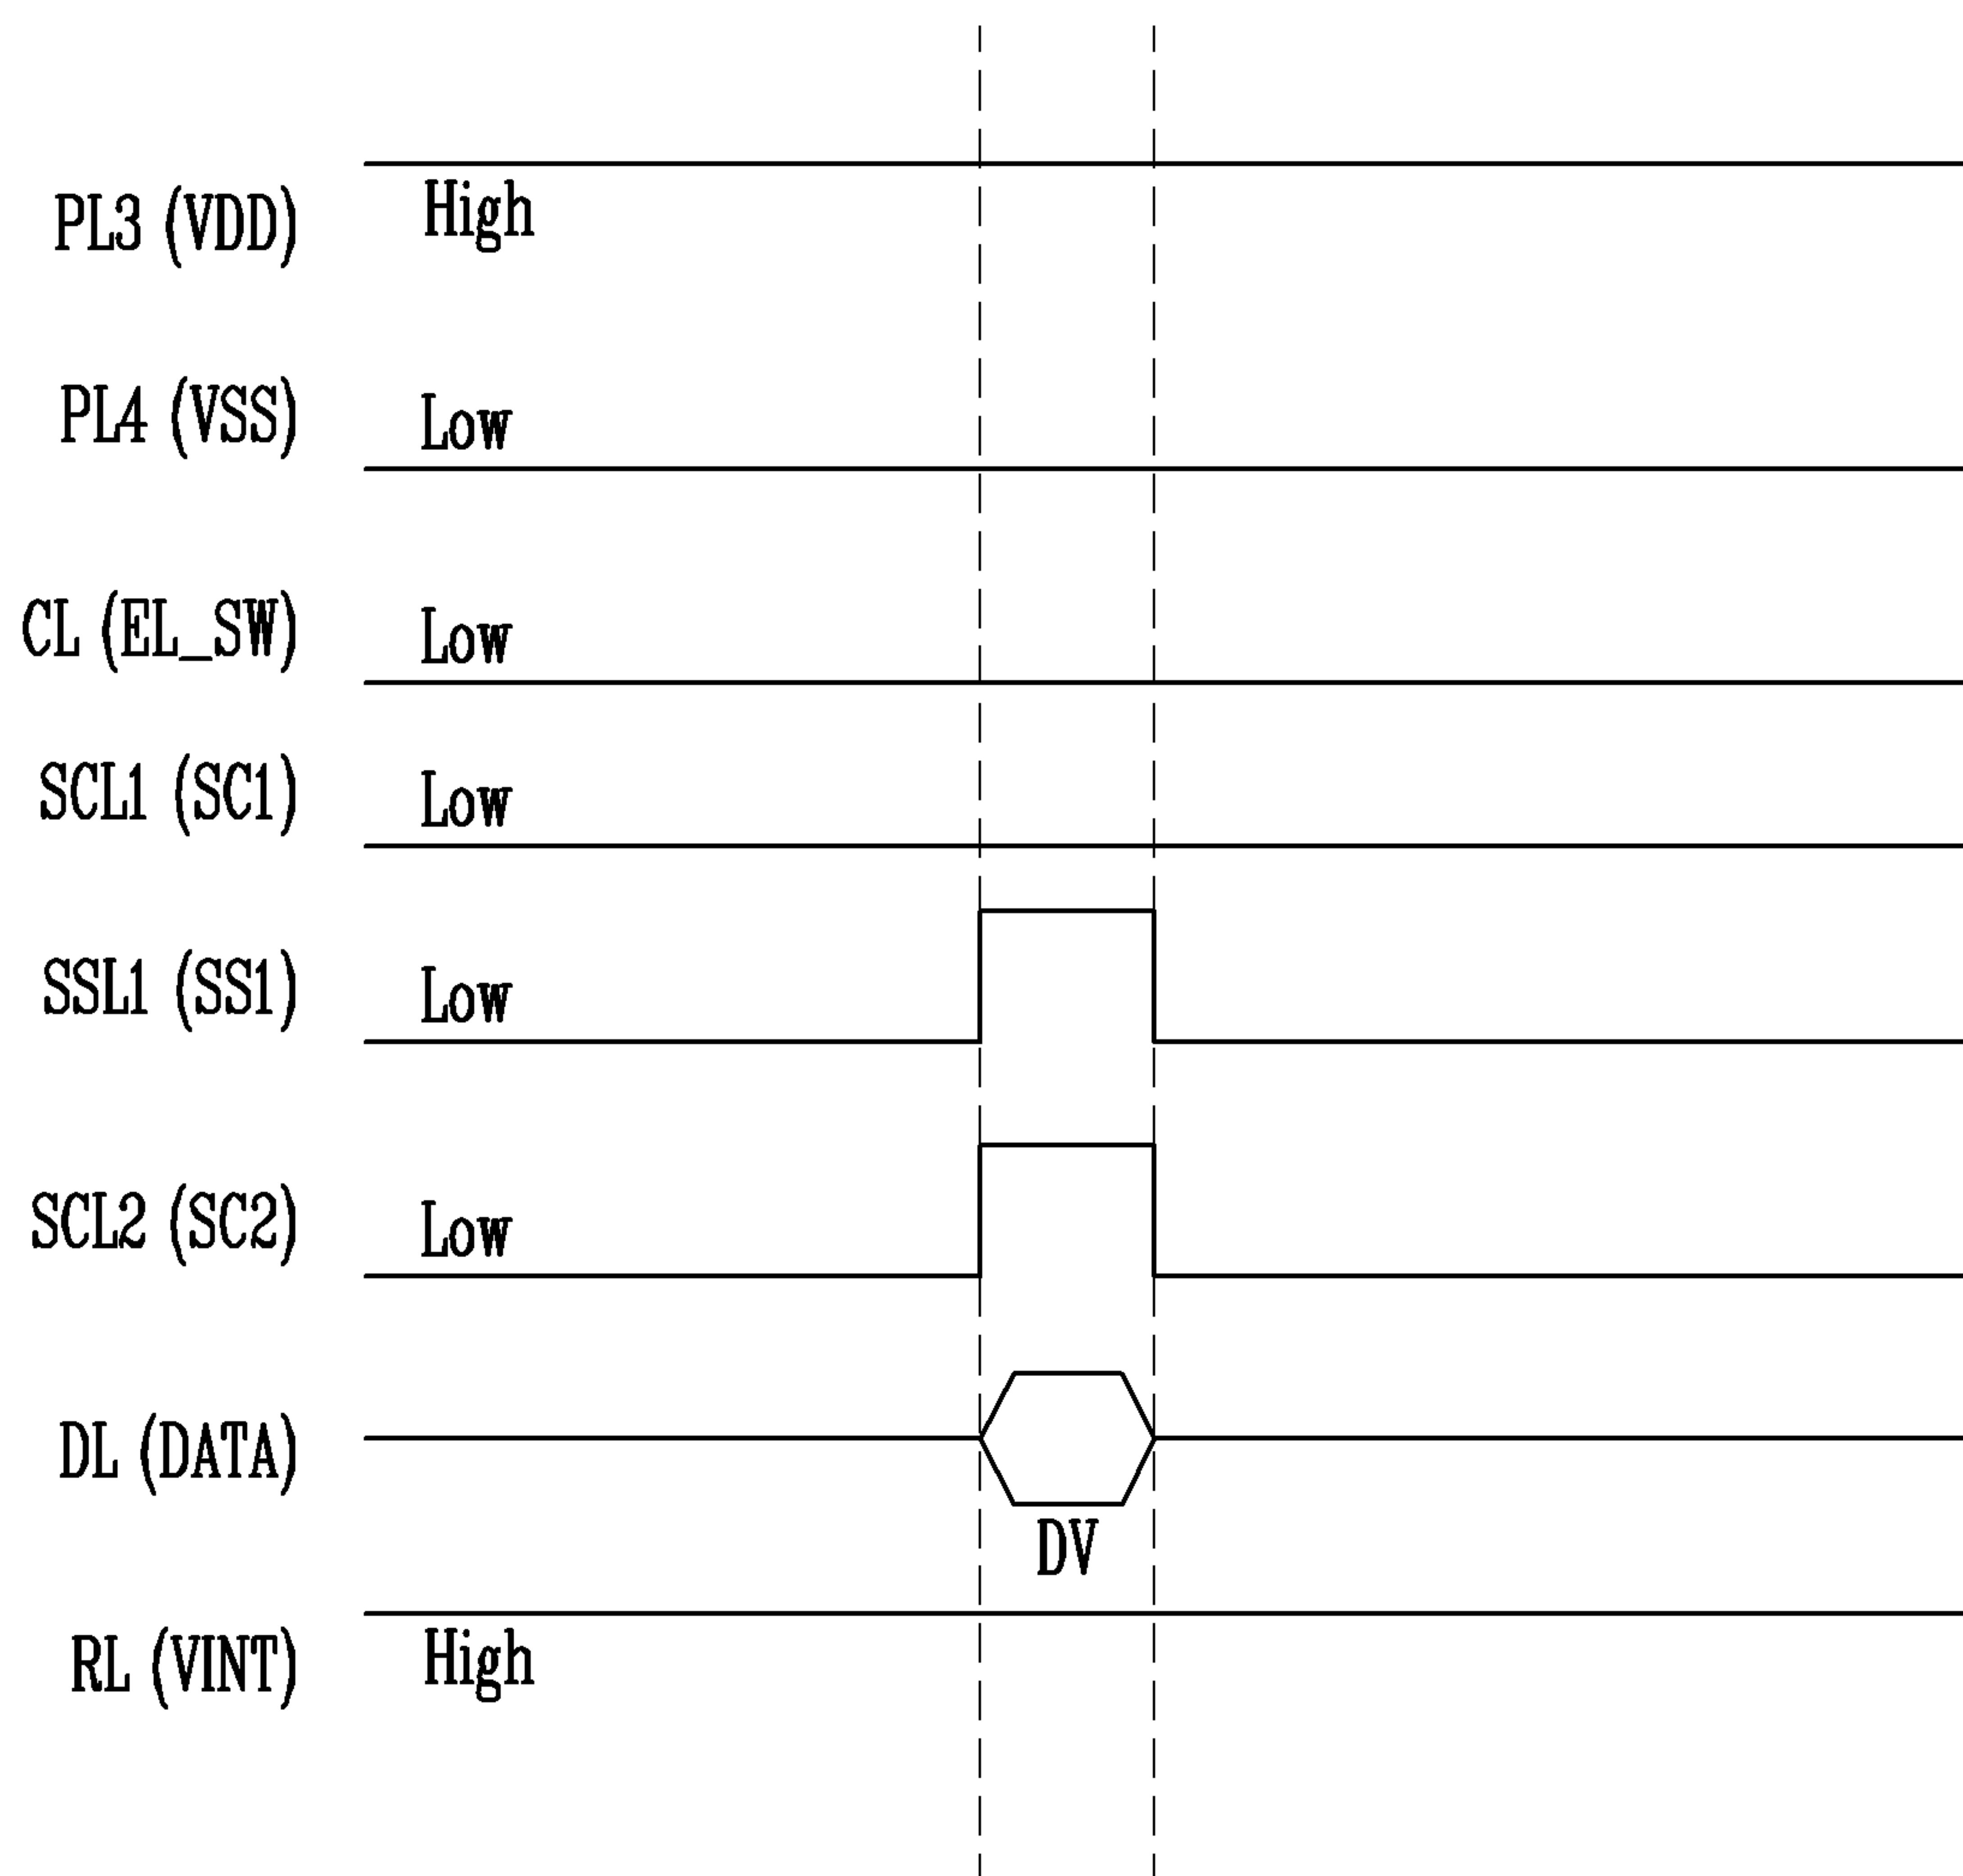 PL3 (VDD) High
PL4 (VSS) Low
CL (EL_SW) Low
SCL1 (SC1) Low
SSL1 (SS1) Low
SCL2 (SC2) Low
DL (DATA)
DV
RL (VINT) High